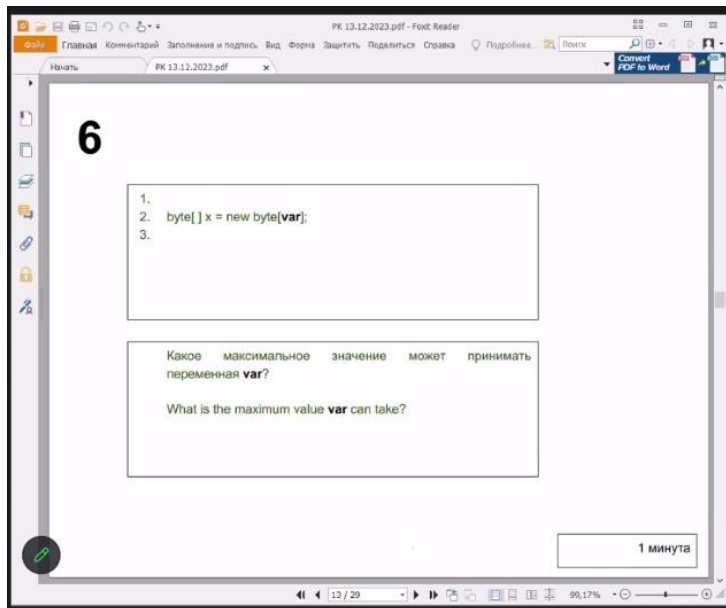 PK 13.12.2023.pdf - Foxit Reader
Файл Главная Комментарий Заполнение и подпись Вид Форма Защитить Поделиться Справка Подробнее... Поиск
Начать PK 13.12.2023.pdf
Convert
PDF to Word
6
1.
2. byte[ ] x = new byte[var];
3.
Какое максимальное значение может принимать
переменная var?
What is the maximum value var can take?
1 минута
13 / 29 99,17%